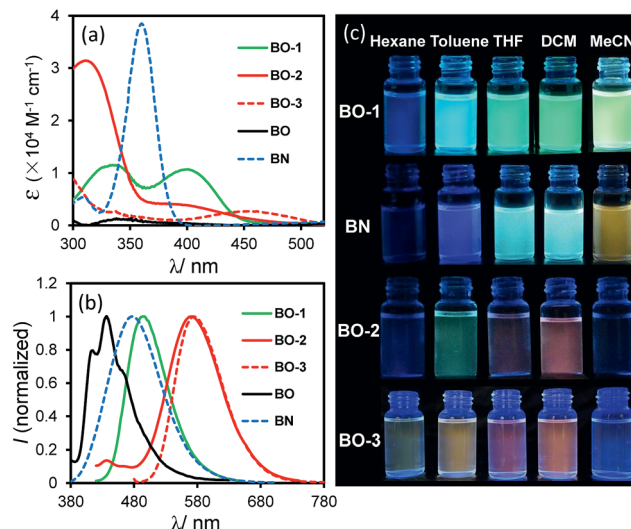 (a)
ε (×10⁴ M⁻¹ cm⁻¹)
4
3
2
1
0
BO-1
BO-2
BO-3
BO
BN
300 350 400 450 500
λ/ nm
(b)
I (normalized)
1.2
1
0.8
0.6
0.4
0.2
0
BO-1
BO-2
BO-3
BO
BN
380 480 580 680 780
λ/ nm
(c)
Hexane Toluene THF DCM MeCN
BO-1
BN
BO-2
BO-3